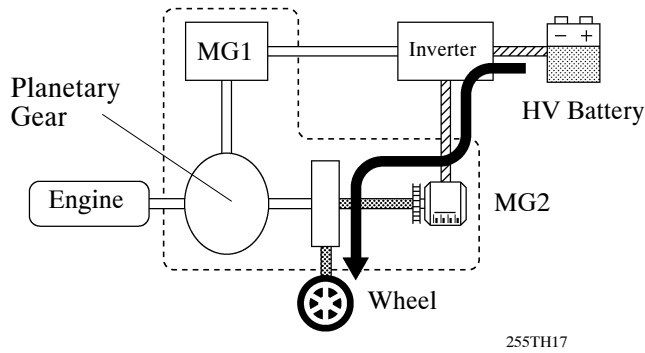 MG1
Inverter
Planetary
Gear
HV Battery
Engine
MG2
Wheel
255TH17